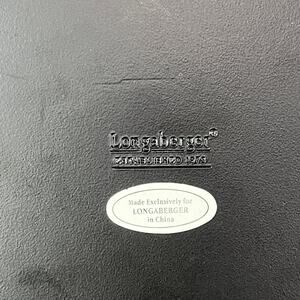 Longaberger®
ESTABLISHED 1973
Made Exclusively for
LONGABERGER
in China